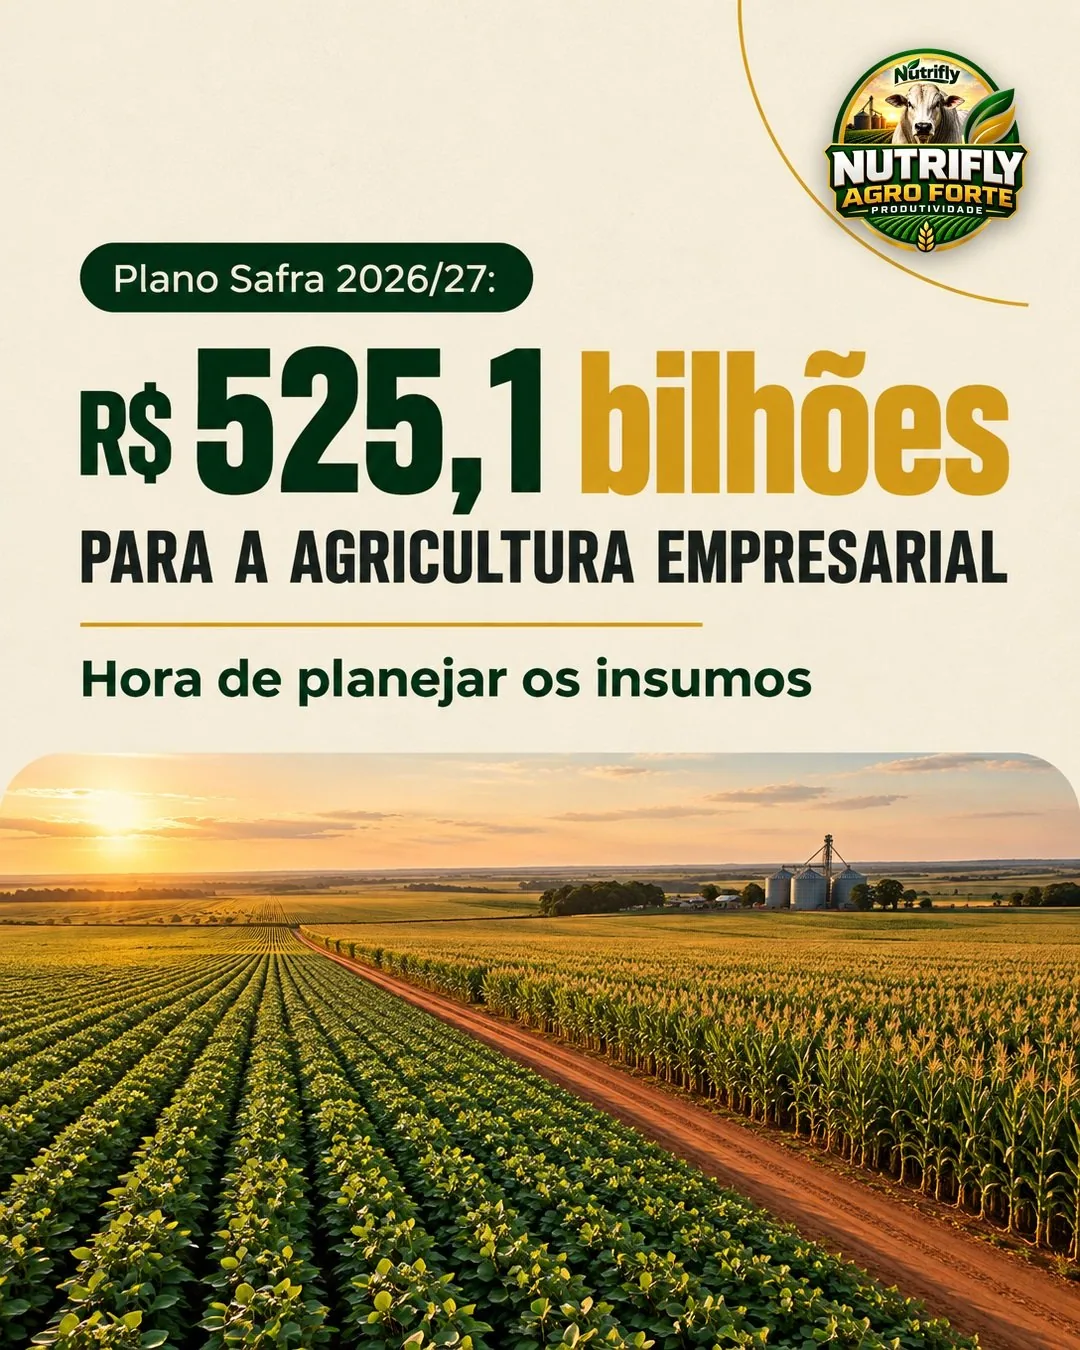 Nutrifly
NUTRIFLY
AGRO FORTE
PRODUTIVIDADE
Plano Safra 2026/27:
R$ 525,1 bilhões
PARA A AGRICULTURA EMPRESARIAL
Hora de planejar os insumos